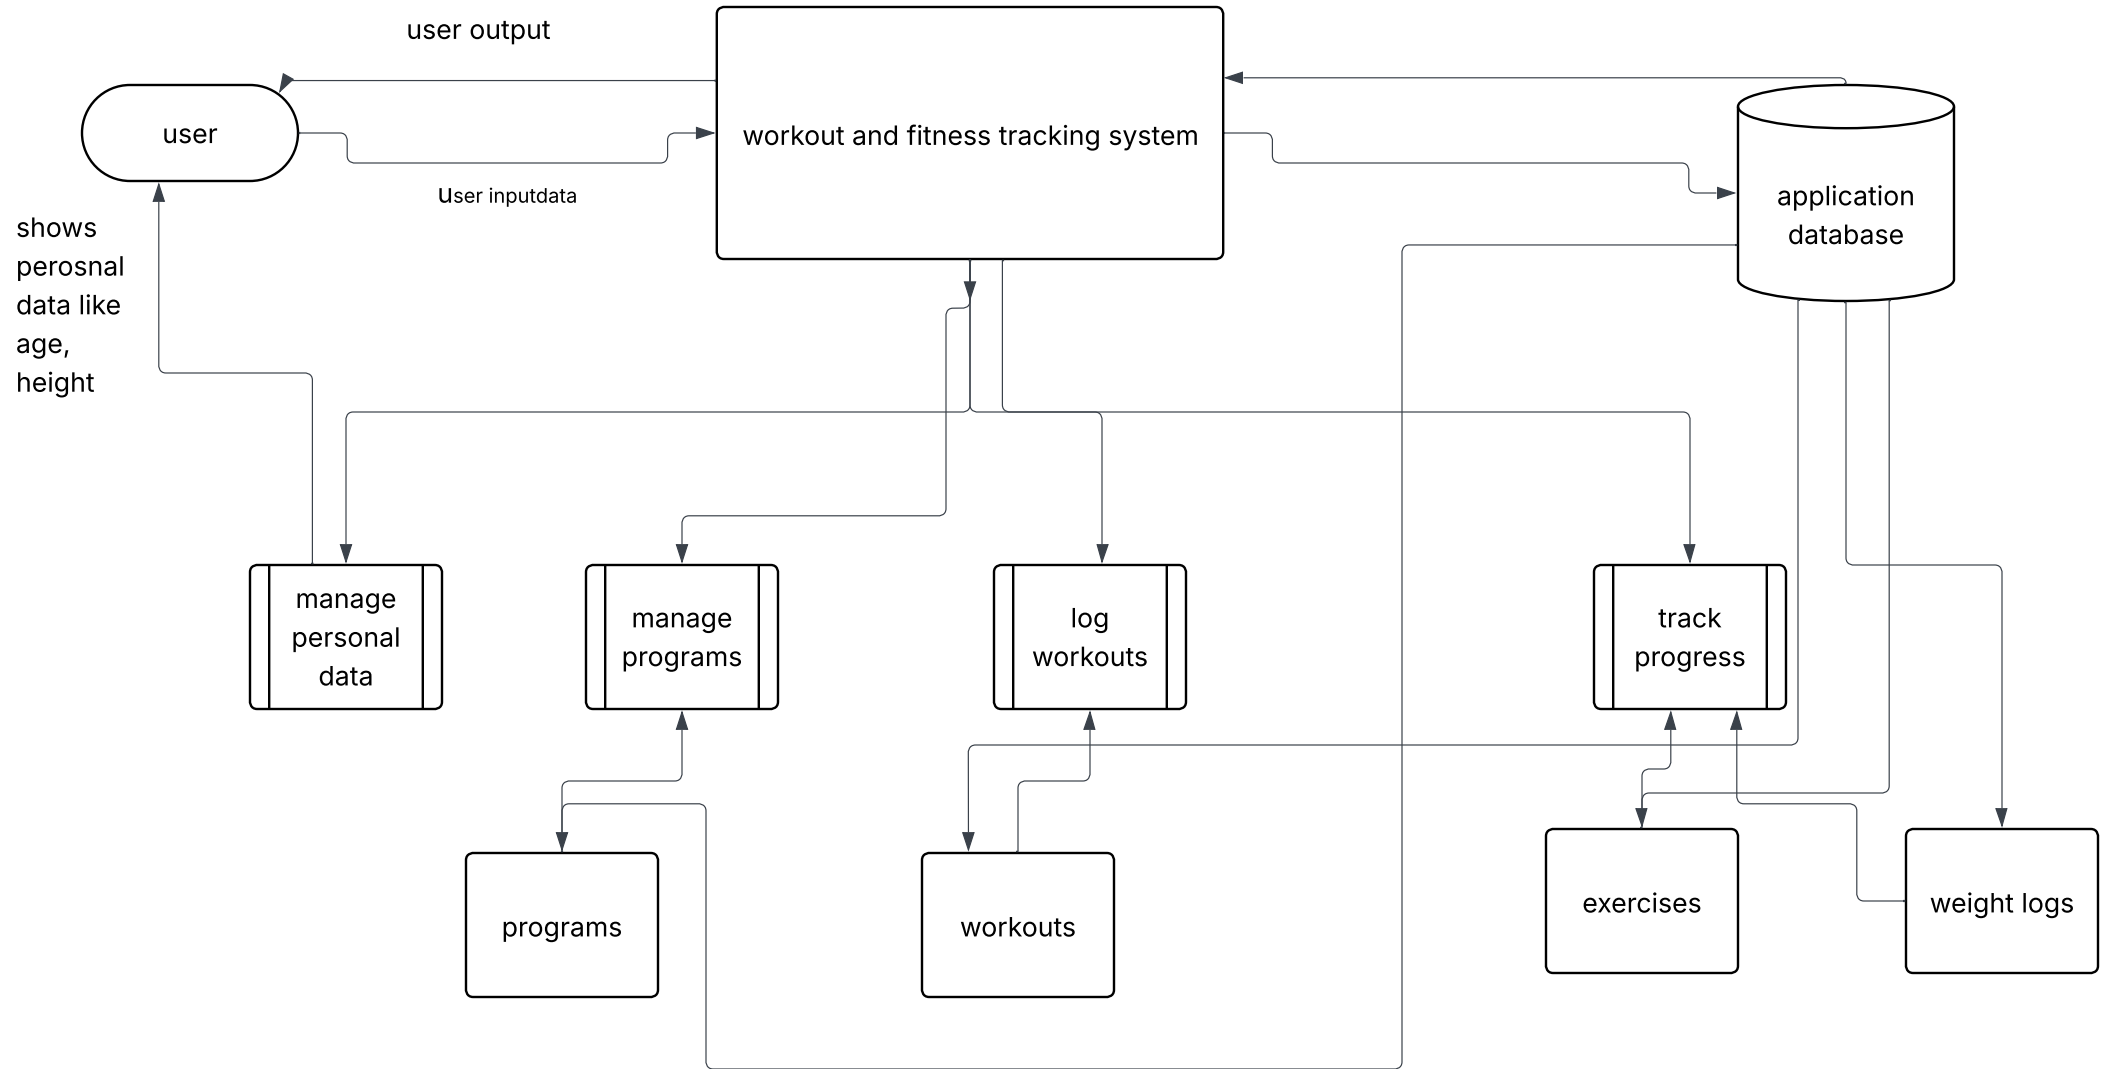 user output
workout and fitness tracking system
user
application
database
User inputdata
shows
perosnal
data like
age,
height
manage
personal
data
manage
programs
log
workouts
track
progress
programs
workouts
exercises
weight logs